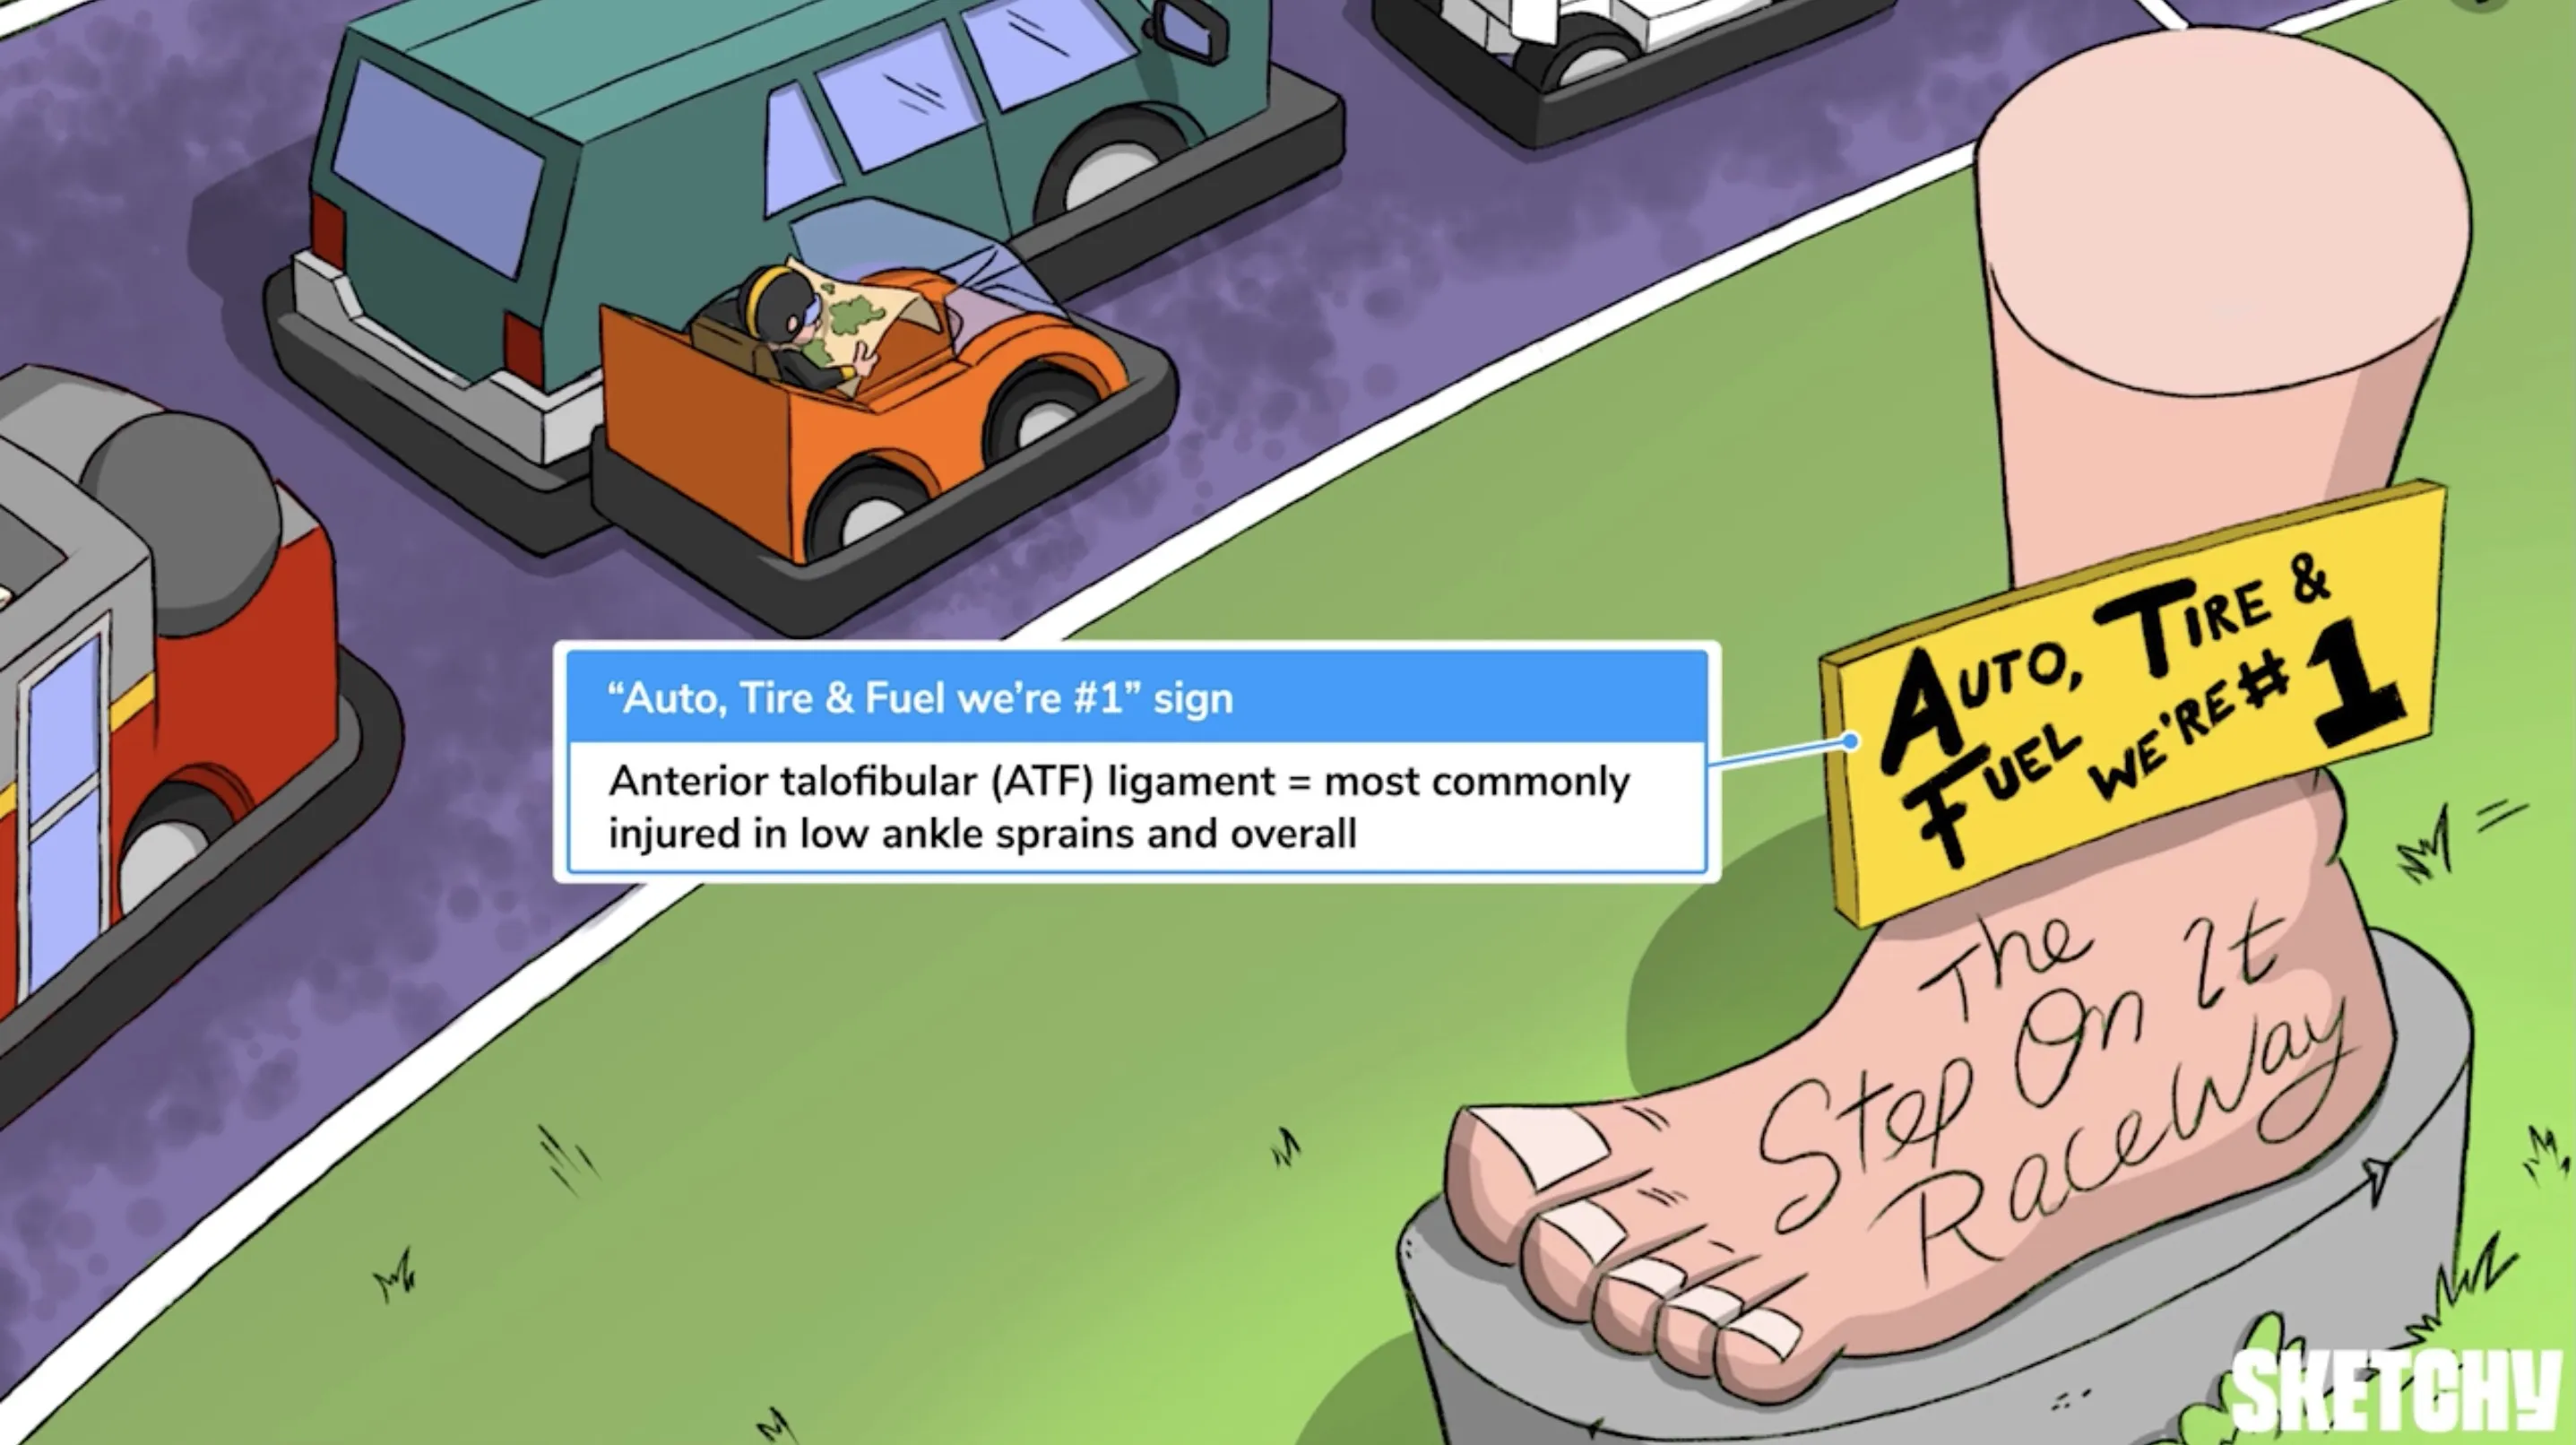 AUTO, TIRE &
FUEL WE'RE #1
“Auto, Tire & Fuel we’re #1” sign
Anterior talofibular (ATF) ligament = most commonly
injured in low ankle sprains and overall
The
Step On It
RaceWay
SKETCHY